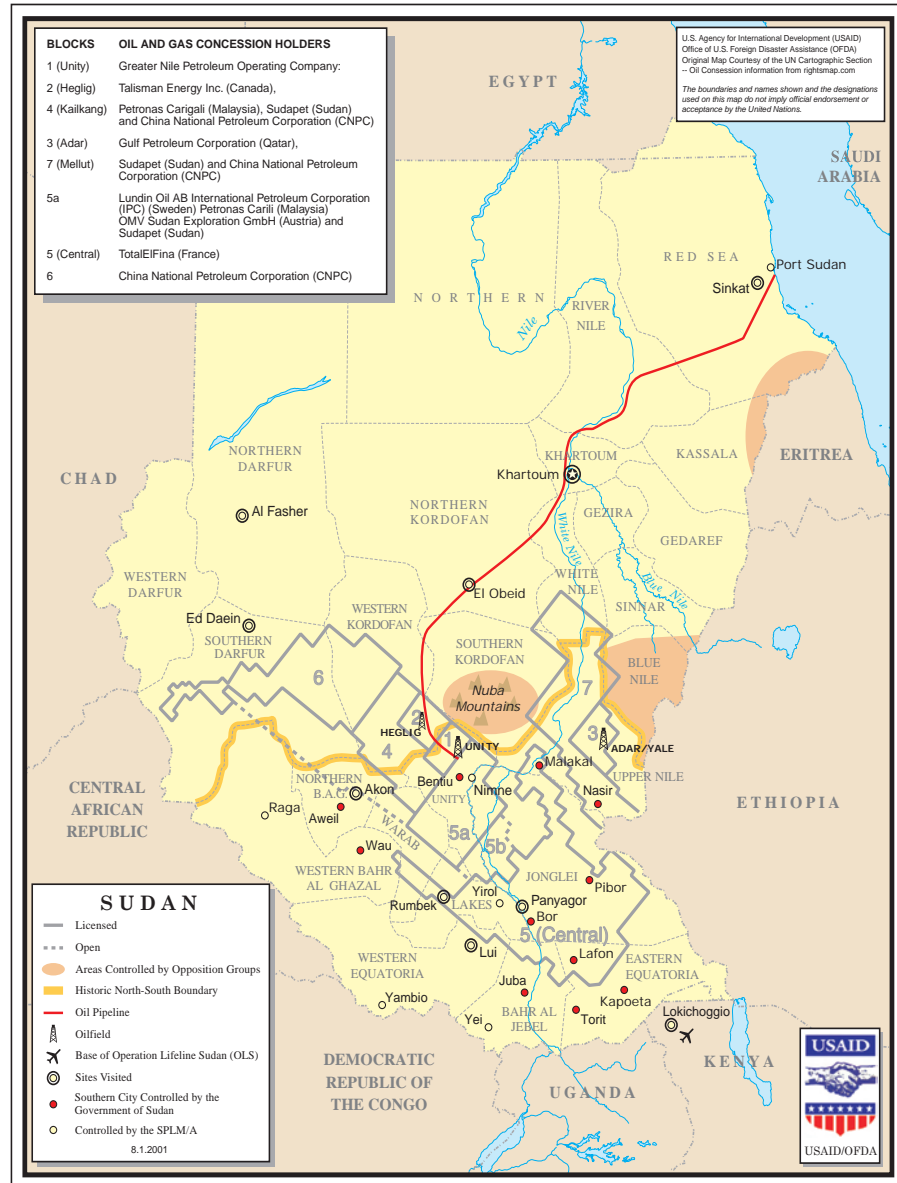 BLOCKS OIL AND GAS CONCESSION HOLDERS
1 (Unity) Greater Nile Petroleum Operating Company:
2 (Heglig) Talisman Energy Inc. (Canada),
4 (Kailkang) Petronas Carigali (Malaysia), Sudapet (Sudan)
and China National Petroleum Corporation (CNPC)
3 (Adar) Gulf Petroleum Corporation (Qatar),
7 (Mellut) Sudapet (Sudan) and China National Petroleum
Corporation (CNPC)
5a Lundin Oil AB International Petroleum Corporation
(IPC) (Sweden) Petronas Carili (Malaysia)
OMV Sudan Exploration GmbH (Austria) and
Sudapet (Sudan)
5 (Central) TotalElFina (France)
6 China National Petroleum Corporation (CNPC)
U.S. Agency for International Development (USAID)
Office of U.S. Foreign Disaster Assistance (OFDA)
Original Map Courtesy of the UN Cartographic Section
-- Oil Consession information from rightsmap.com
The boundaries and names shown and the designations
used on this map do not imply official endorsement or
acceptance by the United Nations.
EGYPT
SAUDI
ARABIA
RED SEA
Port Sudan
Sinkat
NORTHERN
RIVER
NILE
Nile
NORTHERN
DARFUR
CHAD
KHARTOUM
Khartoum
KASSALA
ERITREA
NORTHERN
KORDOFAN
GEZIRA
Al Fasher
White Nile
GEDAREF
WESTERN
DARFUR
WHITE
NILE
Blue Nile
El Obeid
SINNAR
WESTERN
KORDOFAN
Ed Daein
SOUTHERN
DARFUR
SOUTHERN
KORDOFAN
BLUE
NILE
6
7
Nuba
Mountains
2
HEGLIG
1
UNITY
3
ADAR/YALE
4
Malakal
UPPER NILE
Bentiu
Nimne
NORTHERN
B.A.G.
Akon
UNITY
Nasir
CENTRAL
AFRICAN
REPUBLIC
ETHIOPIA
Raga
Aweil
WARAB
5a
5b
Wau
WESTERN BAHR
AL GHAZAL
JONGLEI
Pibor
Yirol
LAKES
Rumbek
Panyagor
Bor
5 (Central)
Lui
Lafon
WESTERN
EQUATORIA
EASTERN
EQUATORIA
Juba
Kapoeta
Yambio
BAHR AL
JEBEL
Torit
Lokichoggio
Yei
DEMOCRATIC
REPUBLIC OF
THE CONGO
UGANDA
KENYA
SUDAN
Licensed
Open
Areas Controlled by Opposition Groups
Historic North-South Boundary
Oil Pipeline
Oilfield
Base of Operation Lifeline Sudan (OLS)
Sites Visited
Southern City Controlled by the
Government of Sudan
Controlled by the SPLM/A
8.1.2001
USAID
USAID/OFDA